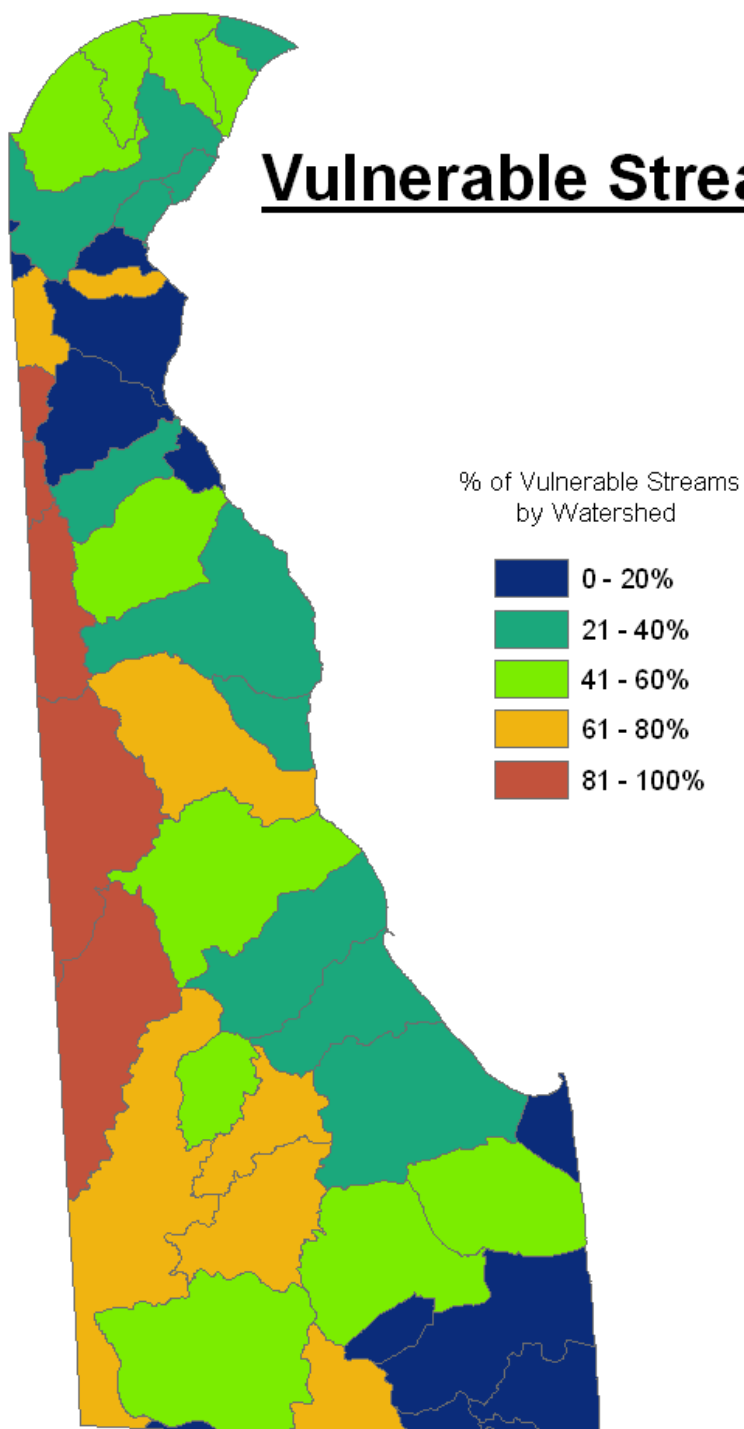 Vulnerable Strea
% of Vulnerable Streams
by Watershed
0 - 20%
21 - 40%
41 - 60%
61 - 80%
81 - 100%